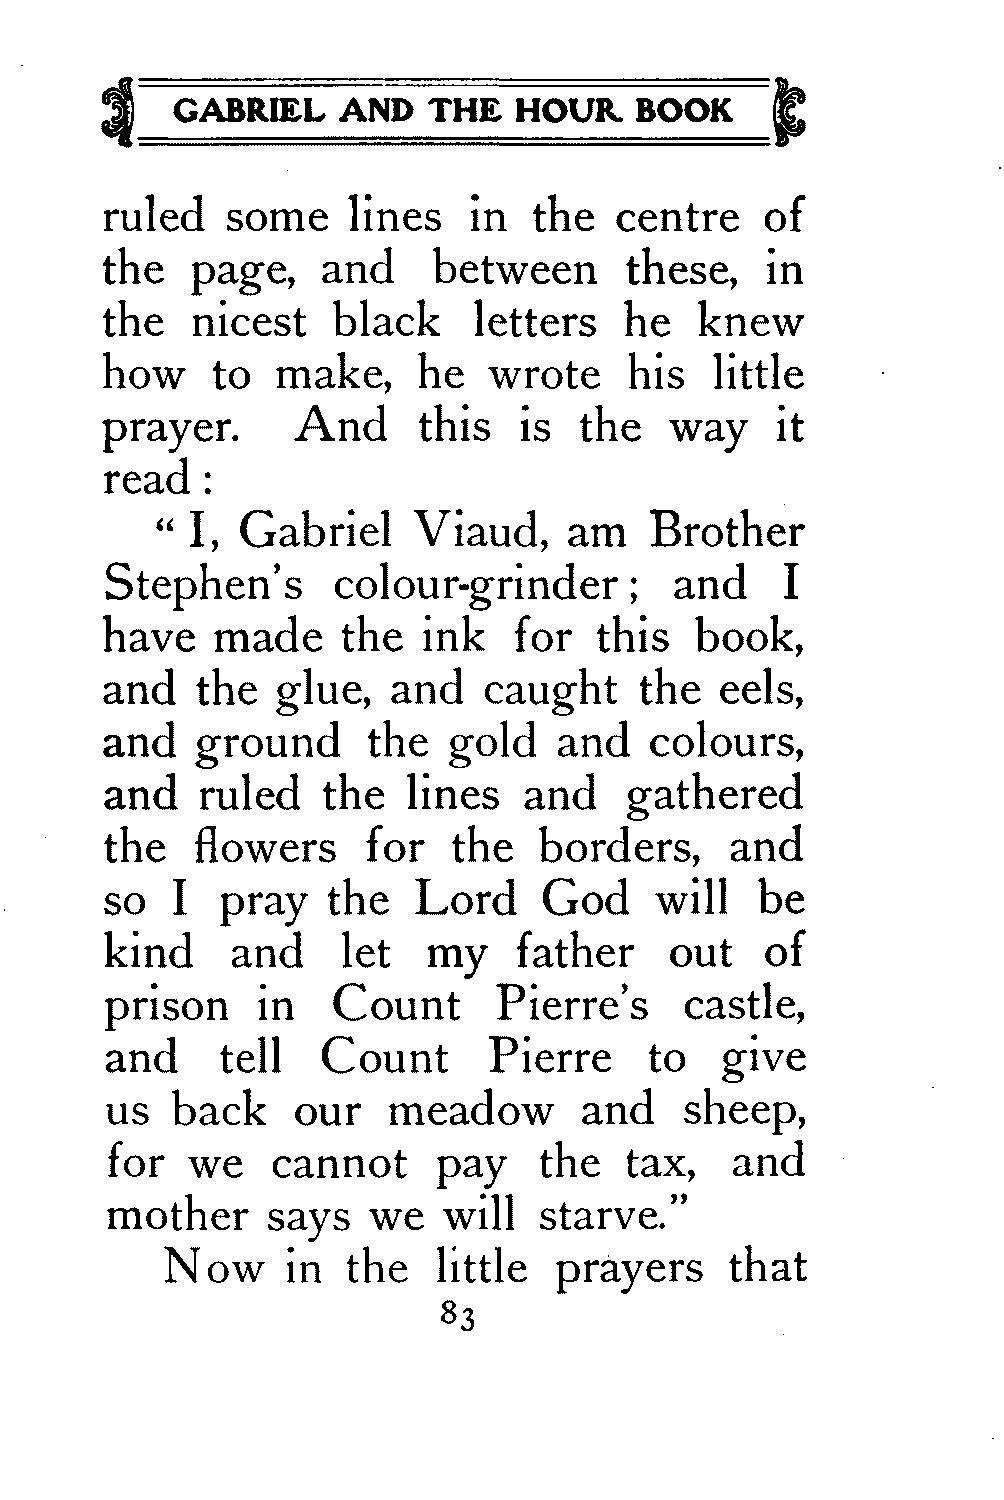 GABRIEL AND THE HOUR BOOK
ruled some lines in the centre of
the page, and between these, in
the nicest black letters he knew
how to make, he wrote his little
prayer. And this is the way it
read :
“ I, Gabriel Viaud, am Brother
Stephen’s colour-grinder ; and I
have made the ink for this book,
and the glue, and caught the eels,
and ground the gold and colours,
and ruled the lines and gathered
the flowers for the borders, and
so I pray the Lord God will be
kind and let my father out of
prison in Count Pierre’s castle,
and tell Count Pierre to give
us back our meadow and sheep,
for we cannot pay the tax, and
mother says we will starve.”
Now in the little prayers that
83